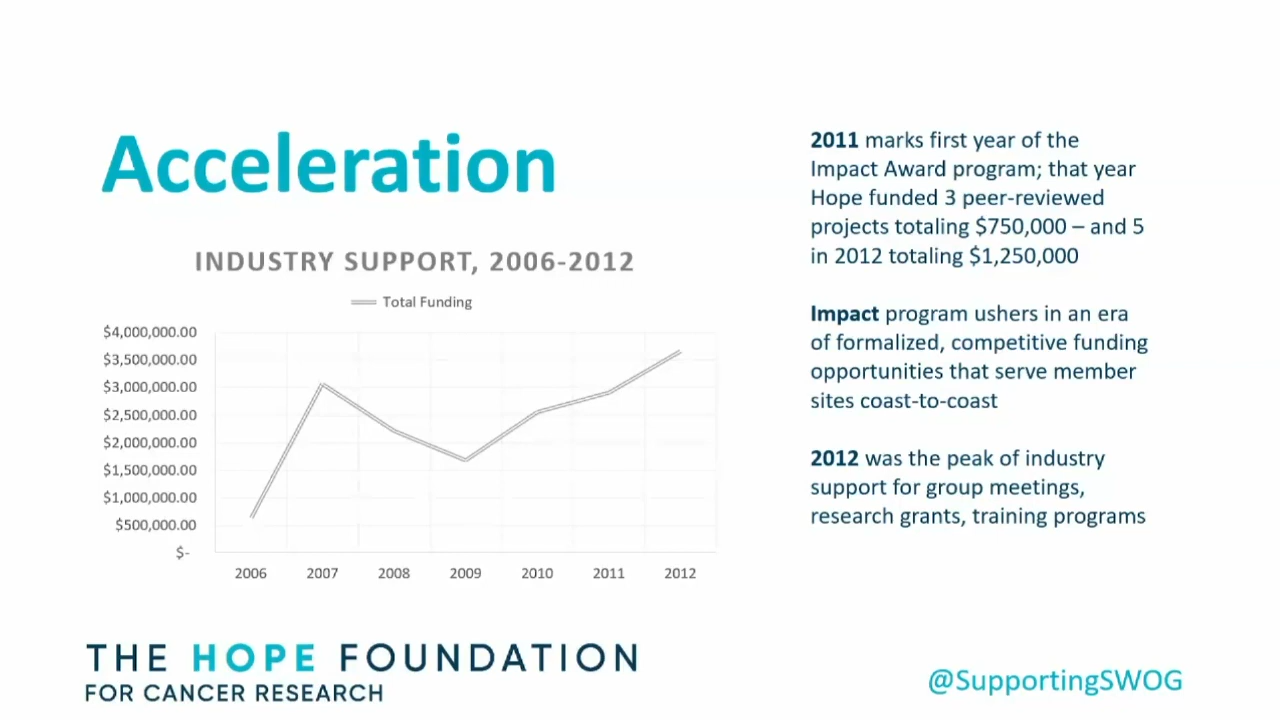 Acceleration
INDUSTRY SUPPORT, 2006-2012
Total Funding
$4,000,000.00
$3,500,000.00
$3,000,000.00
$2,500,000.00
$2,000,000.00
$1,500,000.00
$1,000,000.00
$500,000.00
$-
2006 2007 2008 2009 2010 2011 2012
2011 marks first year of the
Impact Award program; that year
Hope funded 3 peer-reviewed
projects totaling $750,000 – and 5
in 2012 totaling $1,250,000
Impact program ushers in an era
of formalized, competitive funding
opportunities that serve member
sites coast-to-coast
2012 was the peak of industry
support for group meetings,
research grants, training programs
THE HOPE FOUNDATION
FOR CANCER RESEARCH
@SupportingSWOG